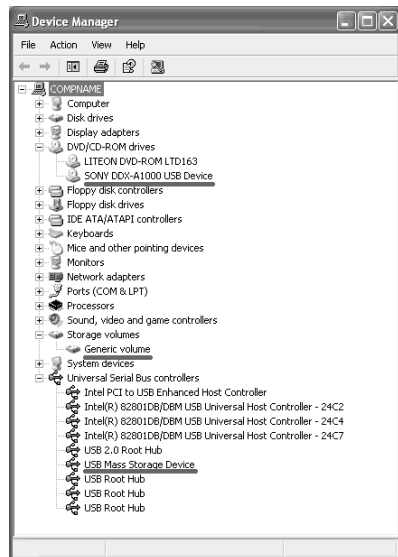 Device Manager
File Action View Help
COMPNAME
Computer
Disk drives
Display adapters
DVD/CD-ROM drives
LITEON DVD-ROM LTD163
SONY DDX-A1000 USB Device
Floppy disk controllers
Floppy disk drives
IDE ATA/ATAPI controllers
Keyboards
Mice and other pointing devices
Monitors
Network adapters
Ports (COM & LPT)
Processors
Sound, video and game controllers
Storage volumes
Generic volume
System devices
Universal Serial Bus controllers
Intel PCI to USB Enhanced Host Controller
Intel(R) 82801DB/DBM USB Universal Host Controller - 24C2
Intel(R) 82801DB/DBM USB Universal Host Controller - 24C4
Intel(R) 82801DB/DBM USB Universal Host Controller - 24C7
USB 2.0 Root Hub
USB Mass Storage Device
USB Root Hub
USB Root Hub
USB Root Hub